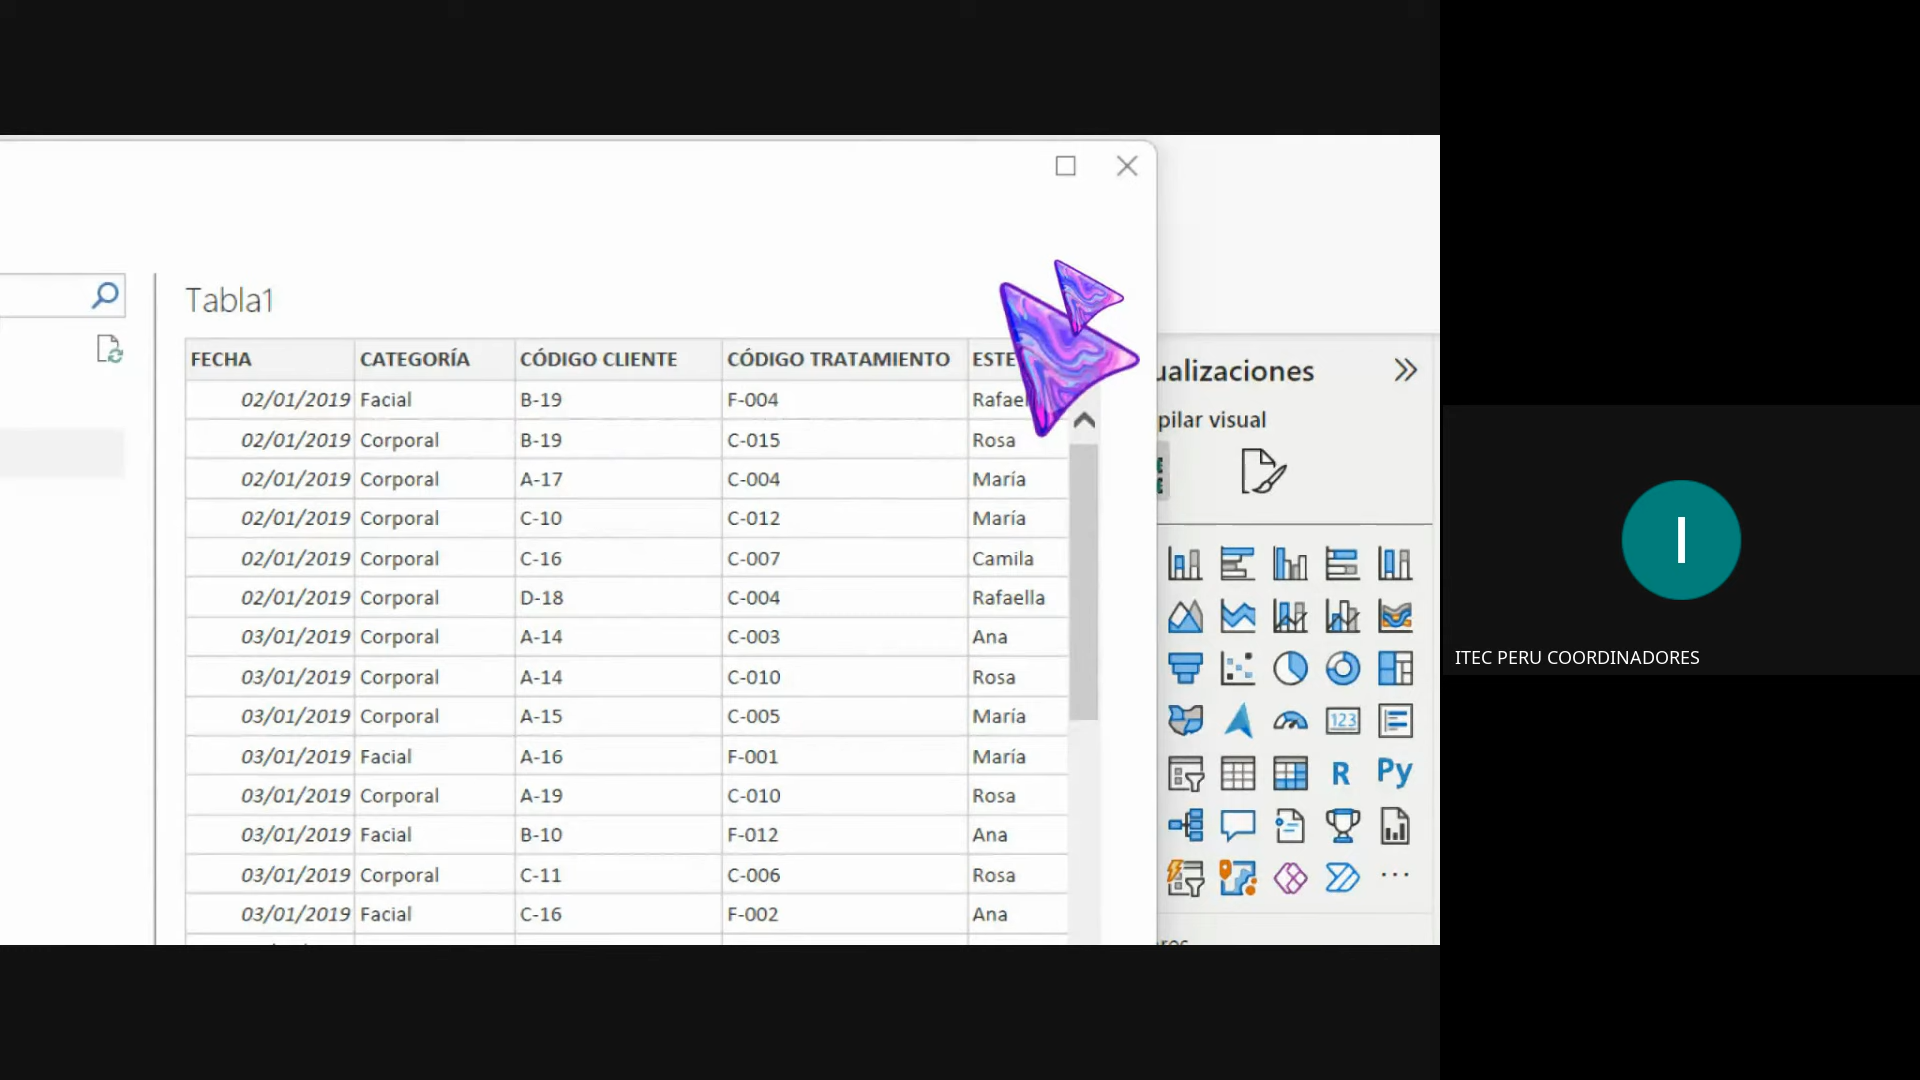 Tabla1
FECHA CATEGORÍA CÓDIGO CLIENTE CÓDIGO TRATAMIENTO ESTE
02/01/2019 Facial B-19 F-004 Rafael
02/01/2019 Corporal B-19 C-015 Rosa
02/01/2019 Corporal A-17 C-004 María
02/01/2019 Corporal C-10 C-012 María
02/01/2019 Corporal C-16 C-007 Camila
02/01/2019 Corporal D-18 C-004 Rafaella
03/01/2019 Corporal A-14 C-003 Ana
03/01/2019 Corporal A-14 C-010 Rosa
03/01/2019 Corporal A-15 C-005 María
03/01/2019 Facial A-16 F-001 María
03/01/2019 Corporal A-19 C-010 Rosa
03/01/2019 Facial B-10 F-012 Ana
03/01/2019 Corporal C-11 C-006 Rosa
03/01/2019 Facial C-16 F-002 Ana
ualizaciones
pilar visual
123
R Py
...
I
ITEC PERU COORDINADORES